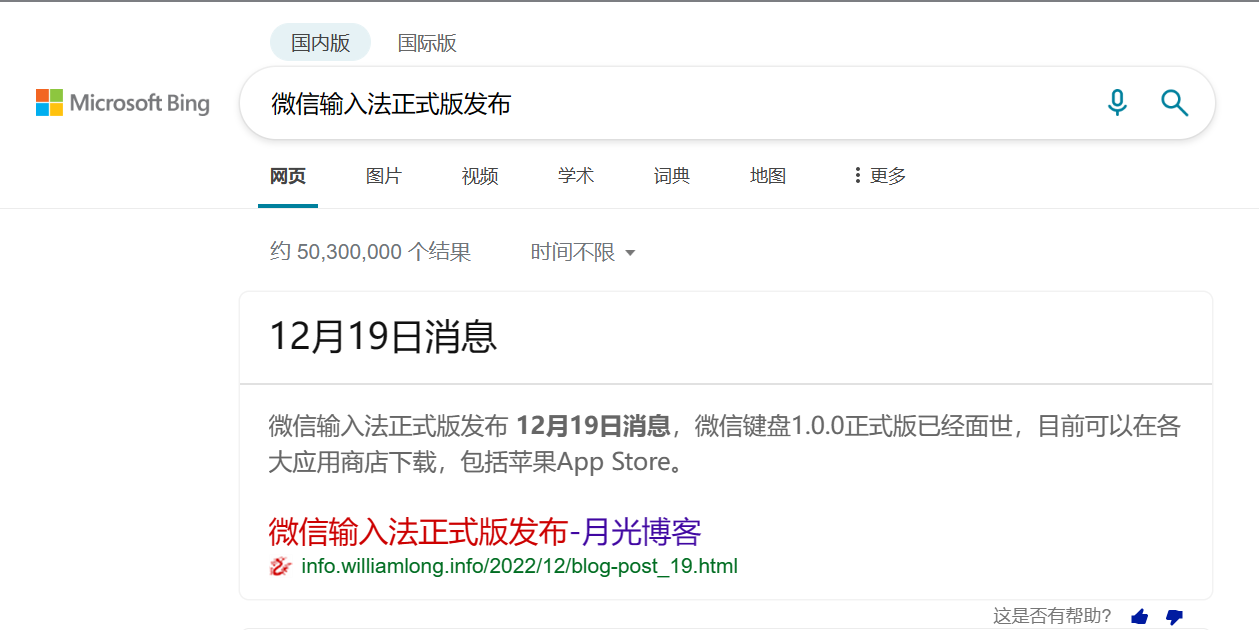 国内版 国际版
Microsoft Bing 微信输入法正式版发布
网页 图片 视频 学术 词典 地图 更多
约 50,300,000 个结果 时间不限
12月19日消息
微信输入法正式版发布 12月19日消息，微信键盘1.0.0正式版已经面世，目前可以在各
大应用商店下载，包括苹果App Store。
微信输入法正式版发布-月光博客
info.williamlong.info/2022/12/blog-post_19.html
这是否有帮助?